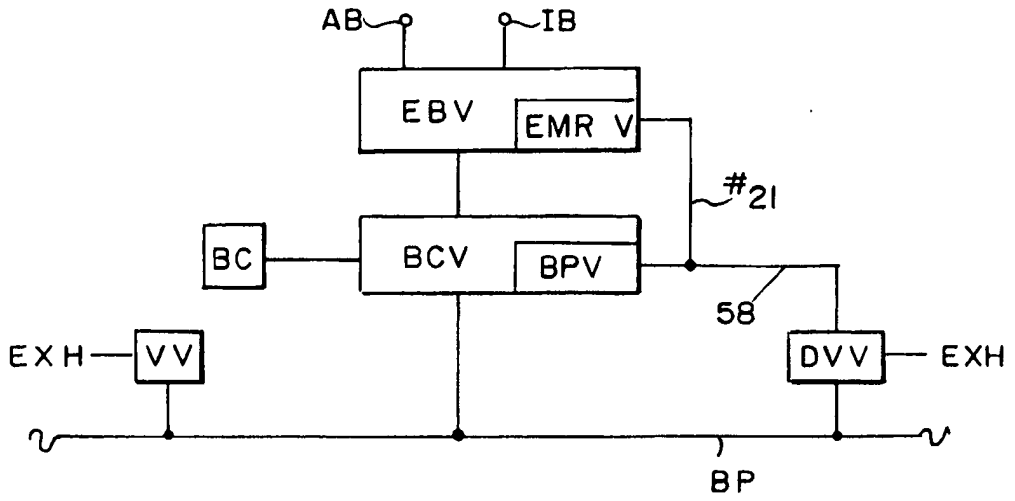 AB
IB
EBV
EMR V
#21
BC
BCV
BPV
58
EXH
VV
DVV
EXH
BP